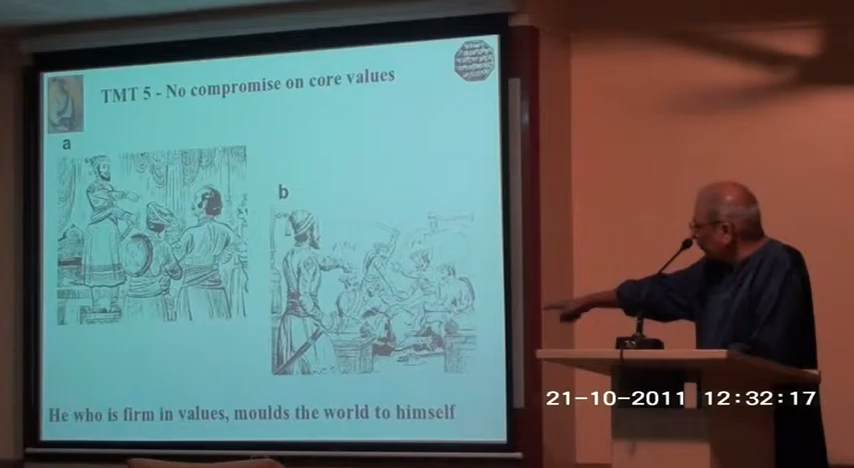 TMT 5 - No compromise on core values
a
b
He who is firm in values, moulds the world to himself
21-10-2011 12:32:17